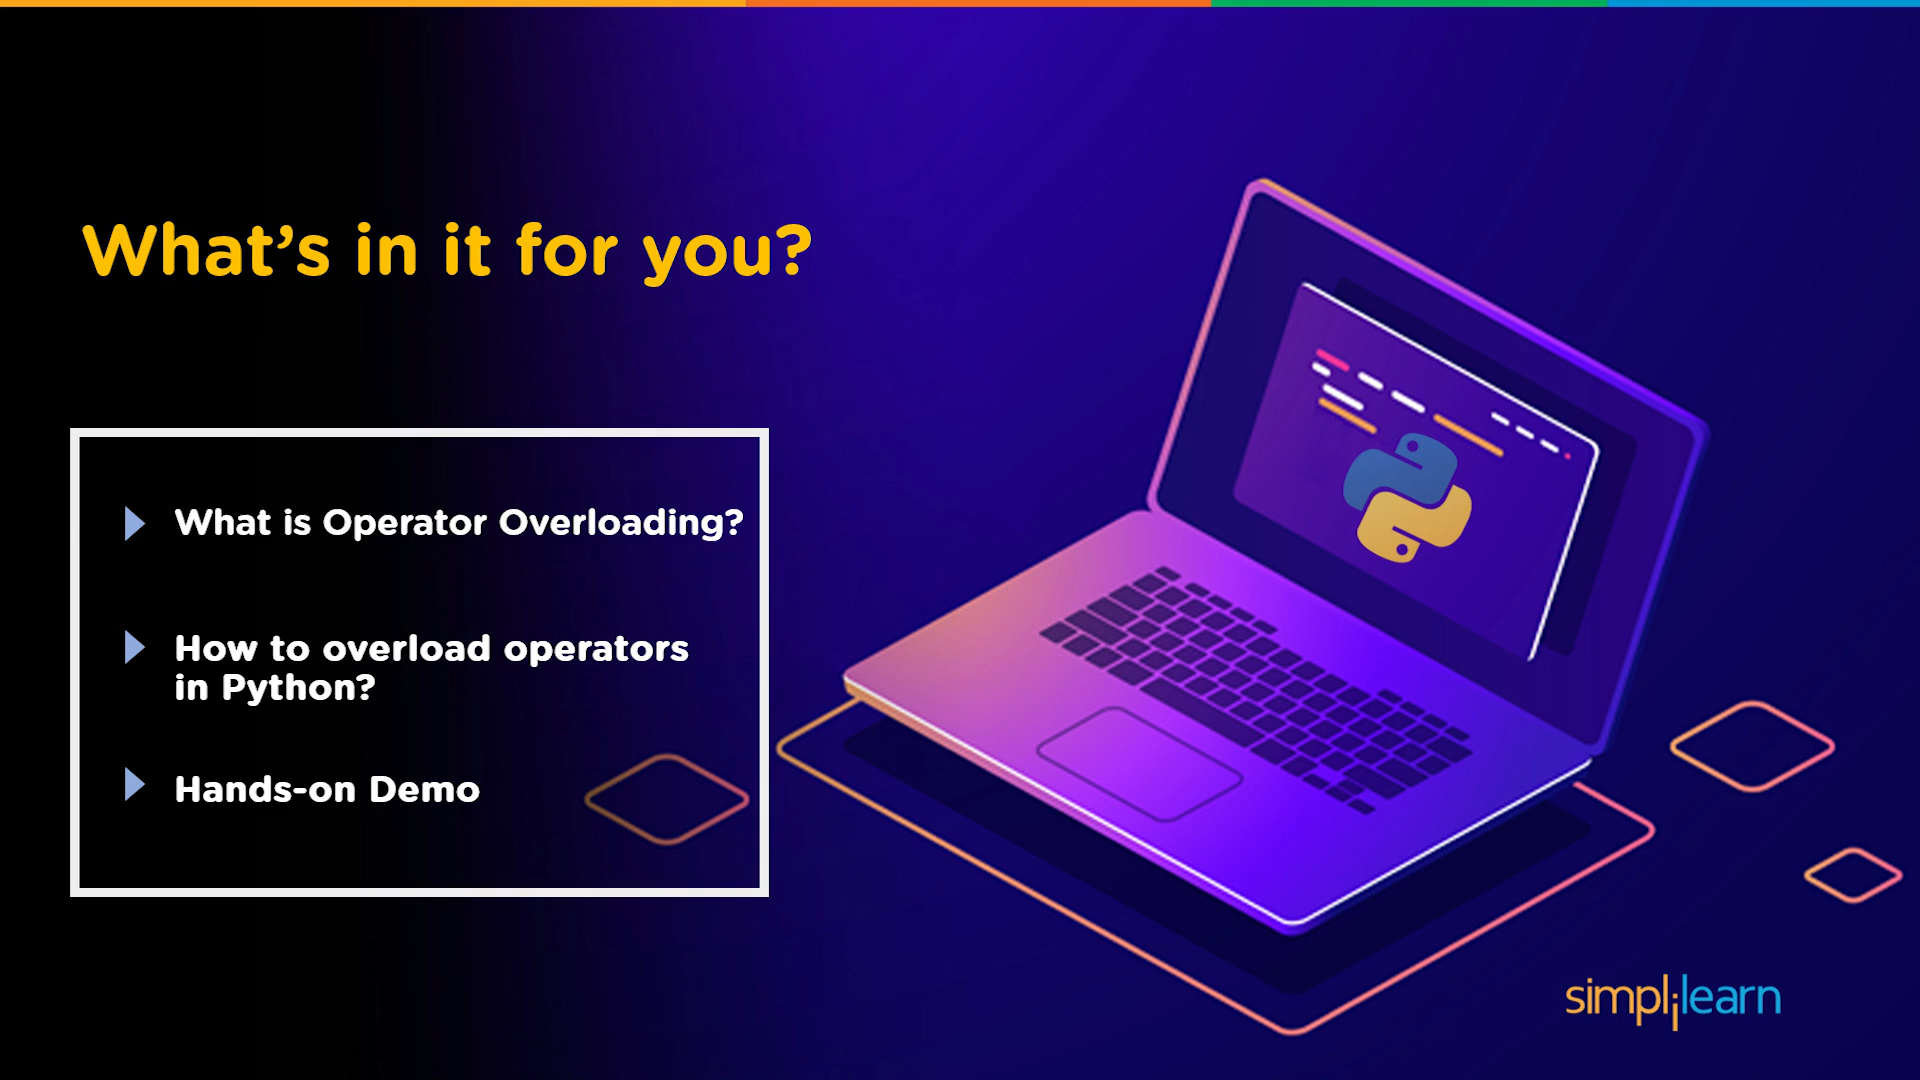 What's in it for you?
What is Operator Overloading?
How to overload operators
in Python?
Hands-on Demo
simplilearn